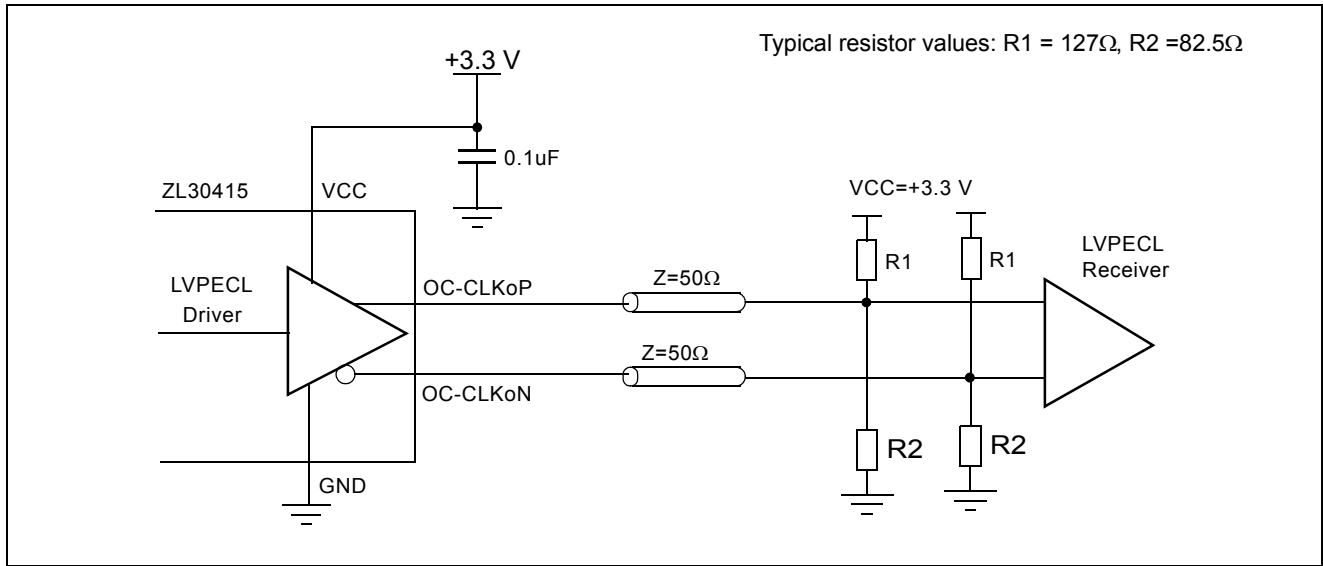 Typical resistor values: R1 = 127Ω, R2 =82.5Ω
+3.3 V
0.1uF
ZL30415
VCC
VCC=+3.3 V
LVPECL
Driver
OC-CLKoP
Z=50Ω
R1
R1
LVPECL
Receiver
Z=50Ω
OC-CLKoN
R2
R2
GND